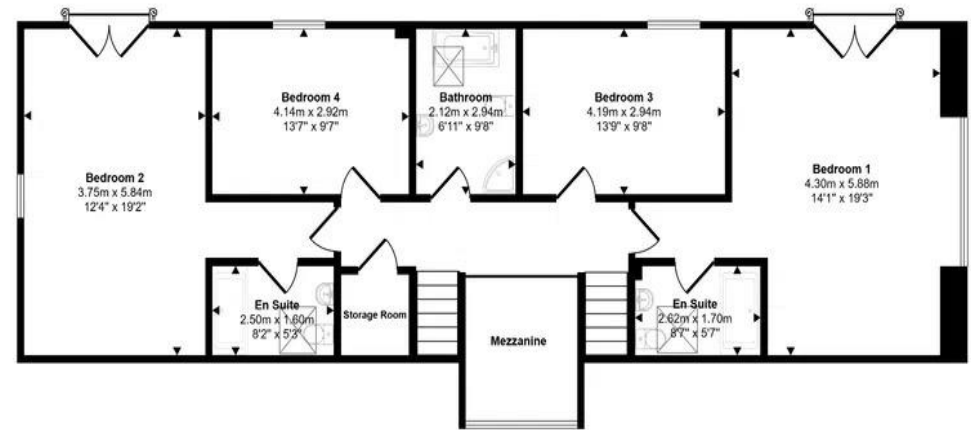 Bedroom 4
4.14m x 2.92m
13'7" x 9'7"
Bathroom
2.12m x 2.94m
6'11" x 9'8"
Bedroom 3
4.19m x 2.94m
13'9" x 9'8"
Bedroom 2
3.75m x 5.84m
12'4" x 19'2"
Bedroom 1
4.30m x 5.88m
14'1" x 19'3"
En Suite
2.50m x 1.60m
8'2" x 5'3"
Storage Room
Mezzanine
En Suite
2.62m x 1.70m
8'7" x 5'7"